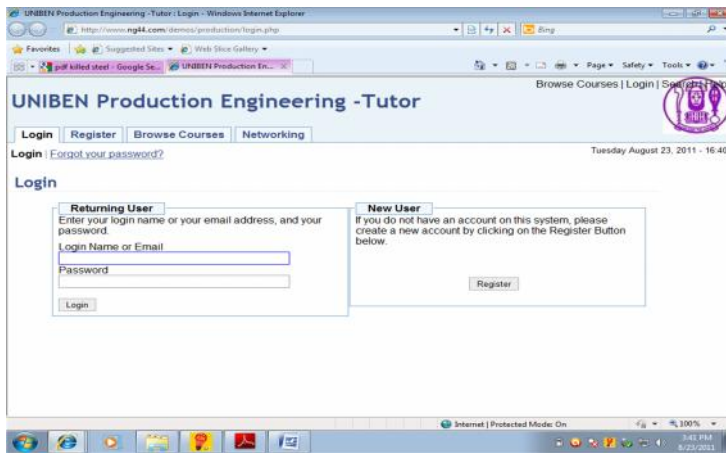 UNIBEN Production Engineering -Tutor : Login - Windows Internet Explorer
http://www.ng44.com/demos/production/login.php
Bing
Favorites Suggested Sites Web Slice Gallery
pdf killed steel - Google Se... UNIBEN Production En...
Page Safety Tools
Browse Courses | Login | Search
UNIBEN Production Engineering -Tutor
Login Register Browse Courses Networking
Login | Forgot your password?
Tuesday August 23, 2011 - 16:40
Login
Returning User
Enter your login name or your email address, and your
password.
Login Name or Email
Password
Login
New User
If you do not have an account on this system, please
create a new account by clicking on the Register Button
below.
Register
Internet | Protected Mode: On
100%
3:41 PM
8/23/2011